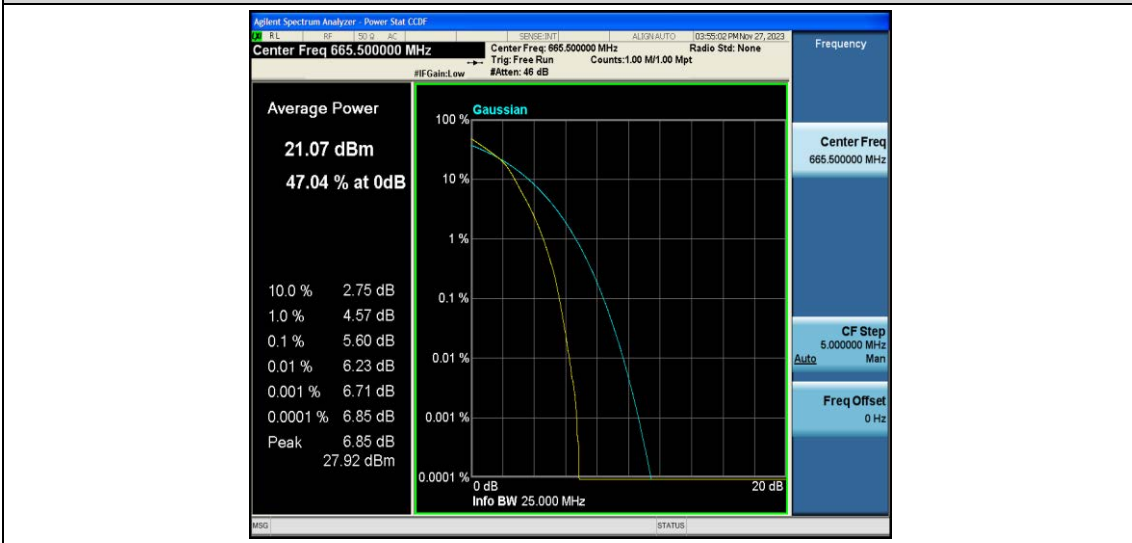 Agilent Spectrum Analyzer - Power Stat CCDF
RL RF 50 Ω AC SENSE:INT ALIGNAUTO 03:55:02 PM Nov 27, 2023
Center Freq 665.500000 MHz
Center Freq: 665.500000 MHz Radio Std: None
Trig: Free Run Counts:1.00 M/1.00 Mpt
#IFGain:Low #Atten: 46 dB
Frequency
Average Power
21.07 dBm
47.04 % at 0dB
10.0 % 2.75 dB
1.0 % 4.57 dB
0.1 % 5.60 dB
0.01 % 6.23 dB
0.001 % 6.71 dB
0.0001 % 6.85 dB
Peak 6.85 dB
27.92 dBm
Gaussian
100 %
10 %
1 %
0.1 %
0.01 %
0.001 %
0.0001 %
0 dB 20 dB
Info BW 25.000 MHz
Center Freq
665.500000 MHz
CF Step
5.000000 MHz
Auto Man
Freq Offset
0 Hz
MSG STATUS